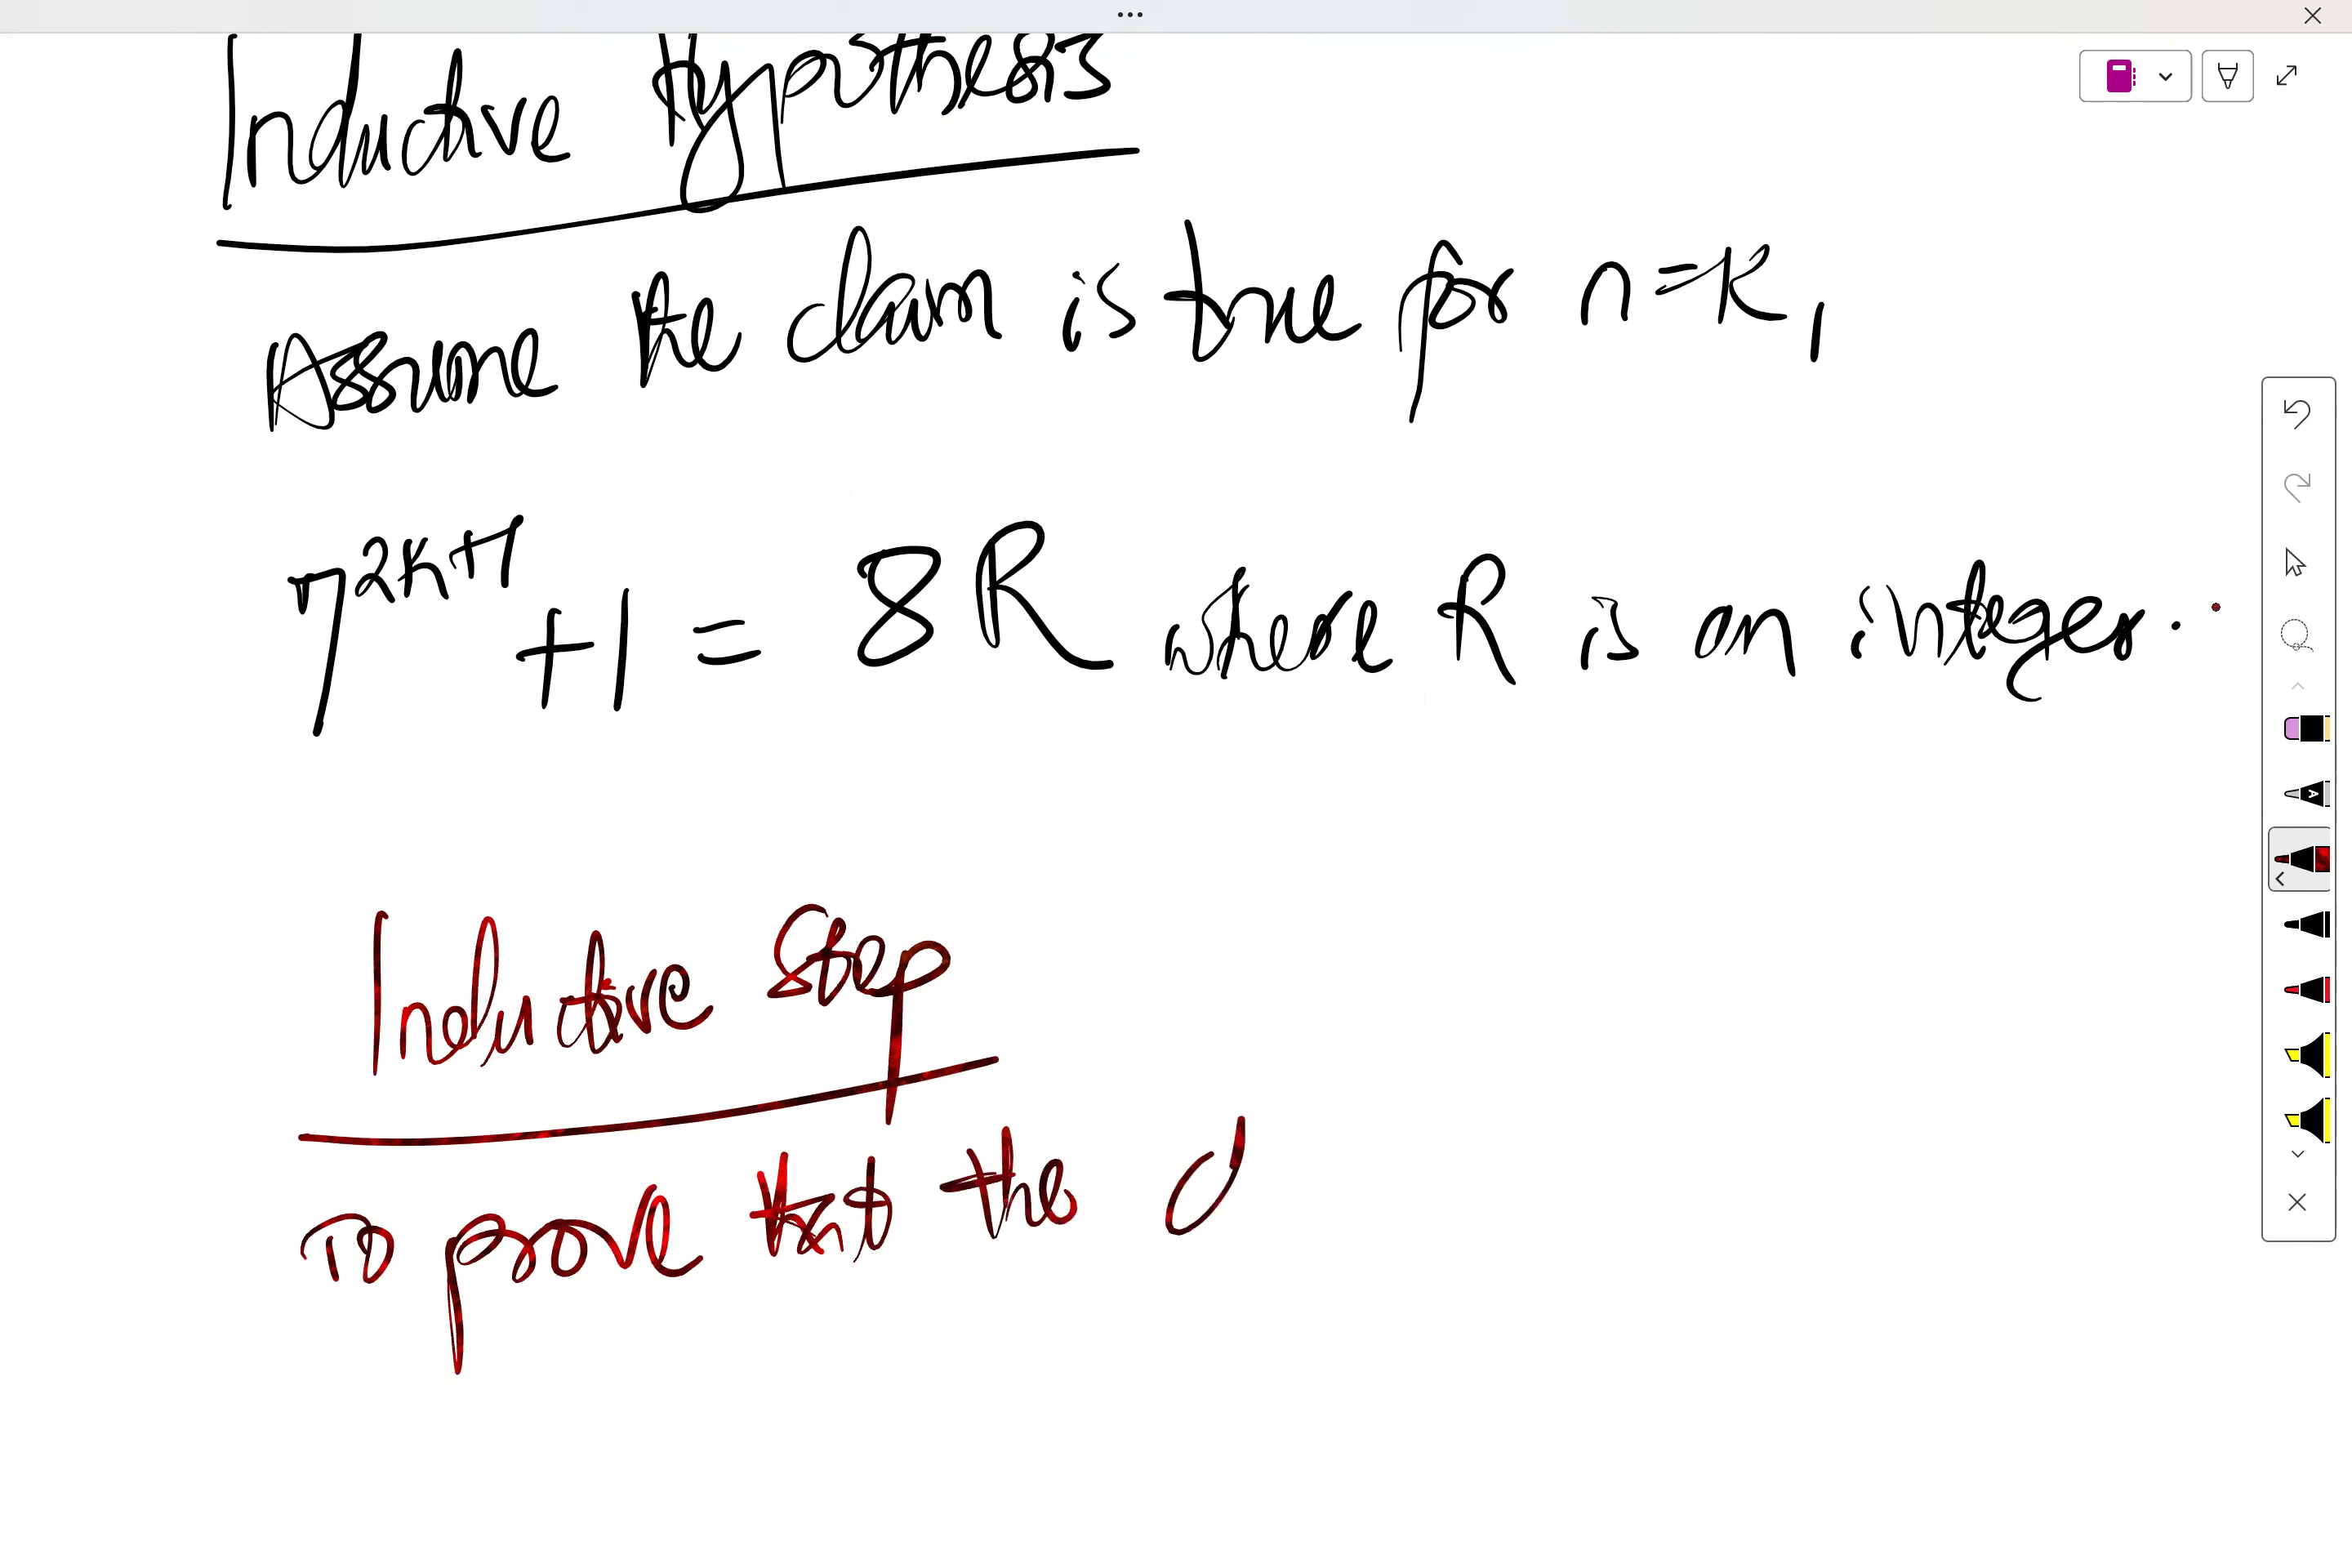 Inductive Hypothesis
Assume the claim is true for n=K,
7^{2K+1} + 1 = 8R where R is an integer.
Inductive Step
To prove that the cl